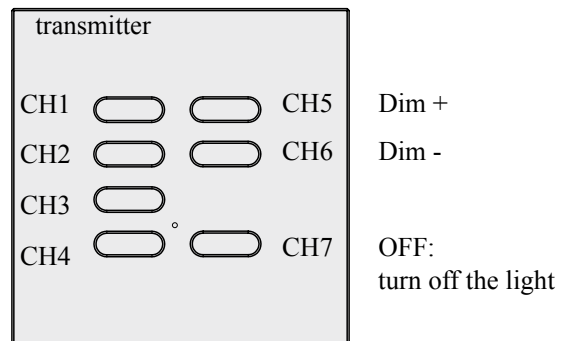 transmitter
CH1 CH5 Dim +
CH2 CH6 Dim -
CH3
CH4 CH7 OFF:
turn off the light